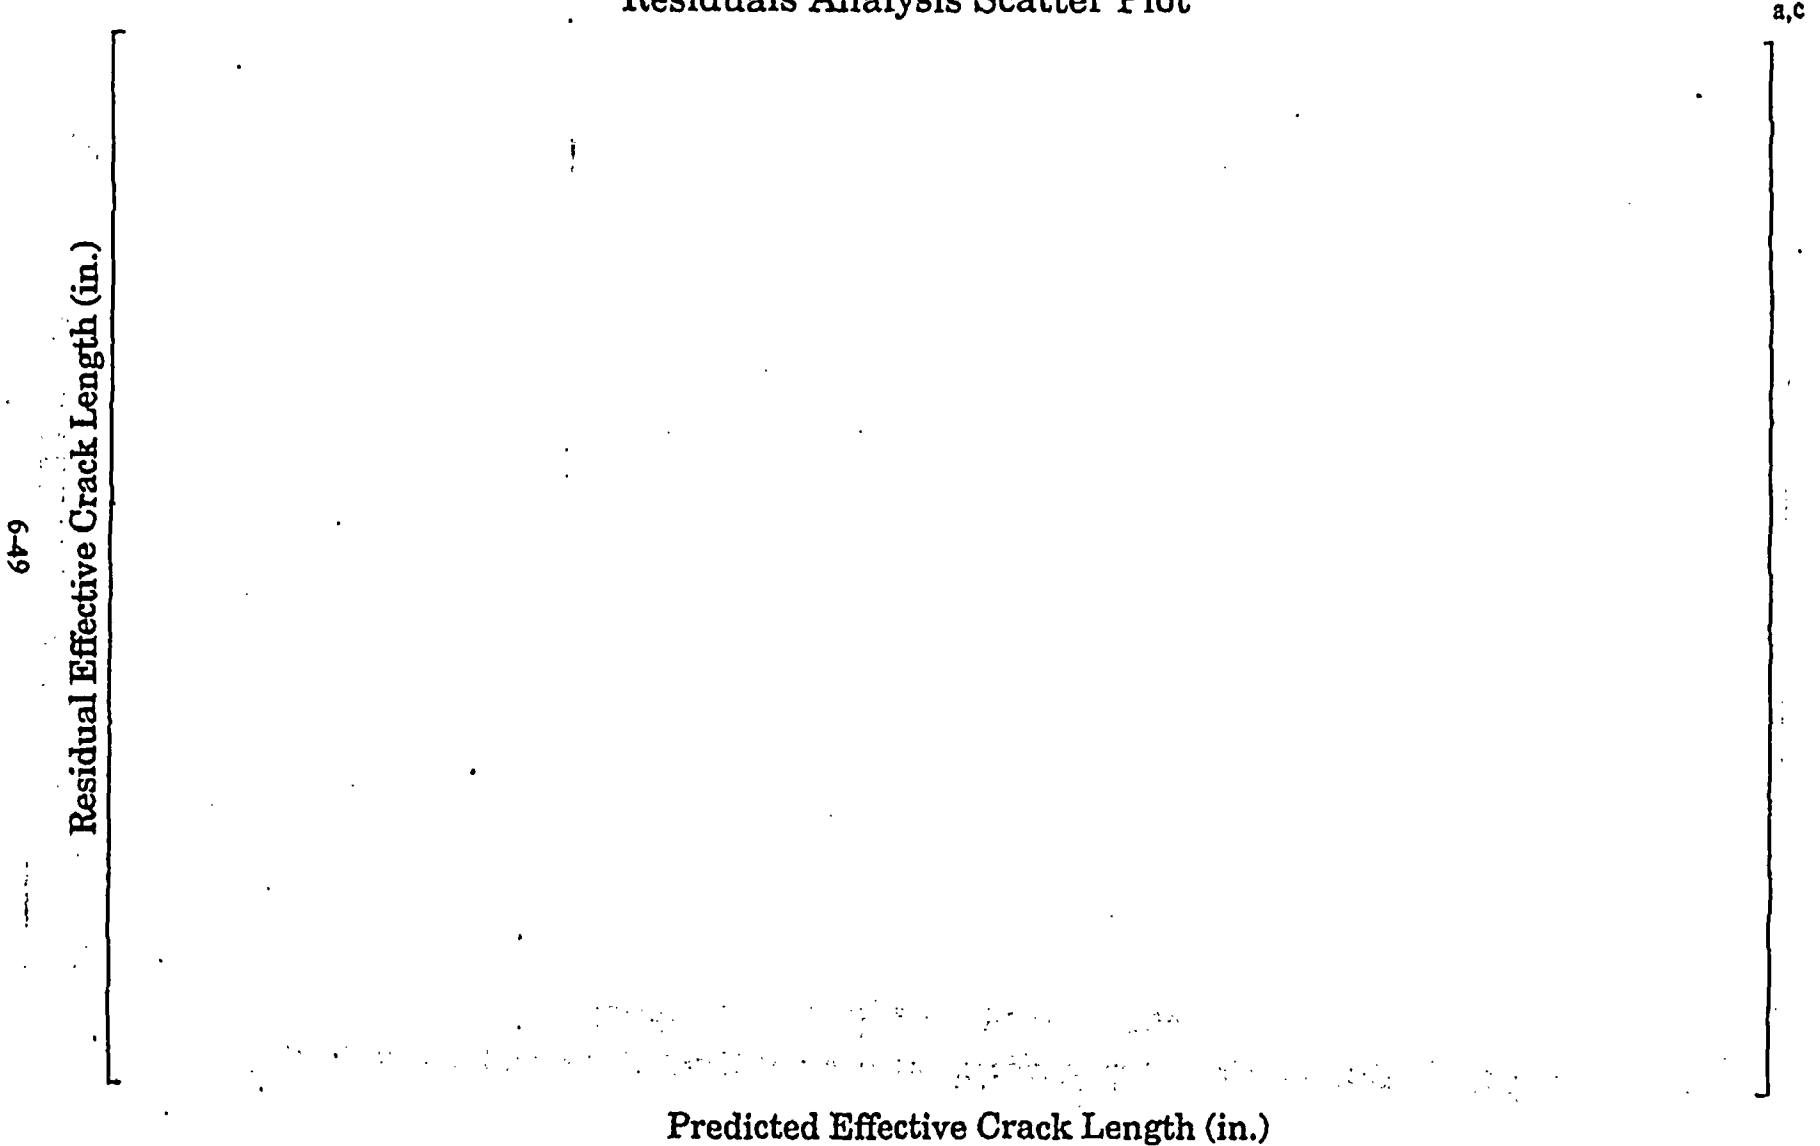 Residuals Analysis Scatter Plot
a,c
Residual Effective Crack Length (in.)
6-49
Predicted Effective Crack Length (in.)